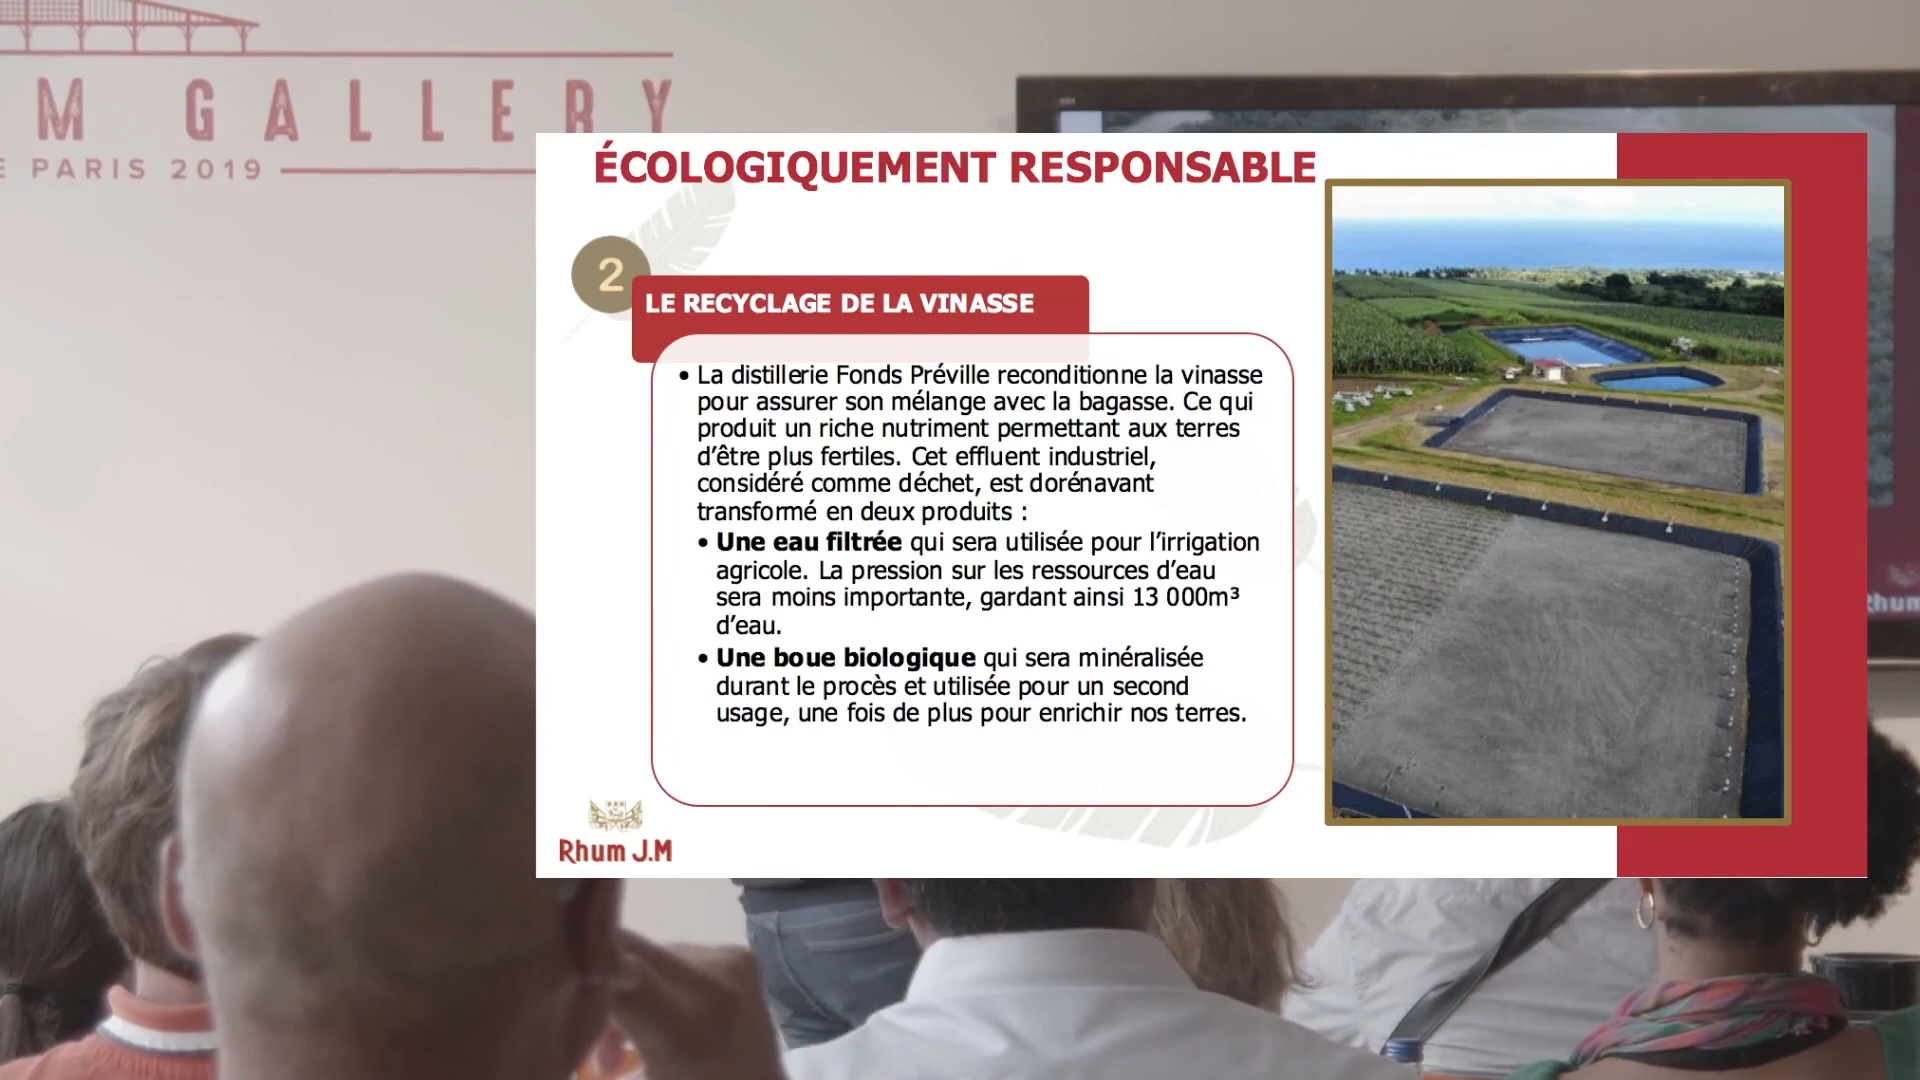 M GALLERY
E PARIS 2019
ÉCOLOGIQUEMENT RESPONSABLE
2
LE RECYCLAGE DE LA VINASSE
• La distillerie Fonds Préville reconditionne la vinasse
pour assurer son mélange avec la bagasse. Ce qui
produit un riche nutriment permettant aux terres
d’être plus fertiles. Cet effluent industriel,
considéré comme déchet, est dorénavant
transformé en deux produits :
• Une eau filtrée qui sera utilisée pour l’irrigation
agricole. La pression sur les ressources d’eau
sera moins importante, gardant ainsi 13 000m³
d’eau.
• Une boue biologique qui sera minéralisée
durant le procès et utilisée pour un second
usage, une fois de plus pour enrichir nos terres.
Rhum J.M
Rhum